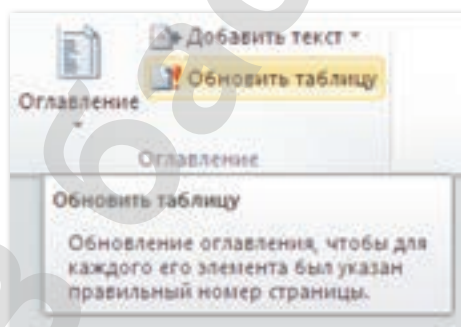 Добавить текст
Обновить таблицу
Оглавление
Оглавление
Обновить таблицу
Обновление оглавления, чтобы для
каждого его элемента был указан
правильный номер страницы.